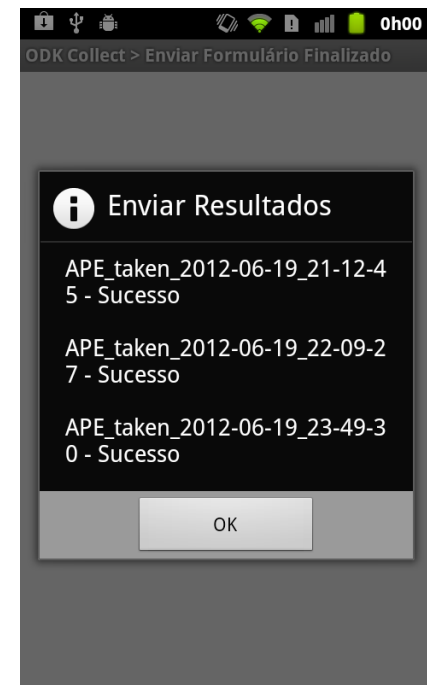 0h00
ODK Collect > Enviar Formulário Finalizado
Enviar Resultados
APE_taken_2012-06-19_21-12-4
5 - Sucesso
APE_taken_2012-06-19_22-09-2
7 - Sucesso
APE_taken_2012-06-19_23-49-3
0 - Sucesso
OK